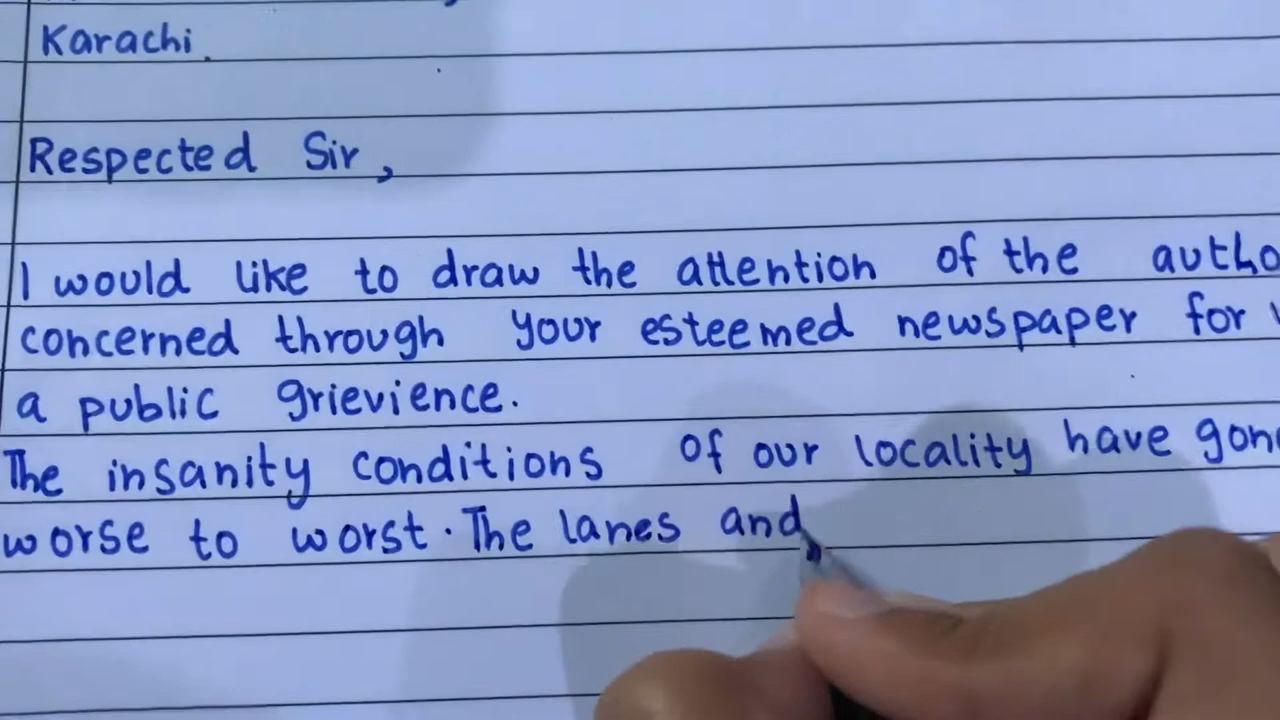 Karachi.
Respected Sir,
I would like to draw the attention of the autho
concerned through your esteemed newspaper for
a public grievience.
The insanity conditions of our locality have gon
worse to worst. The lanes and